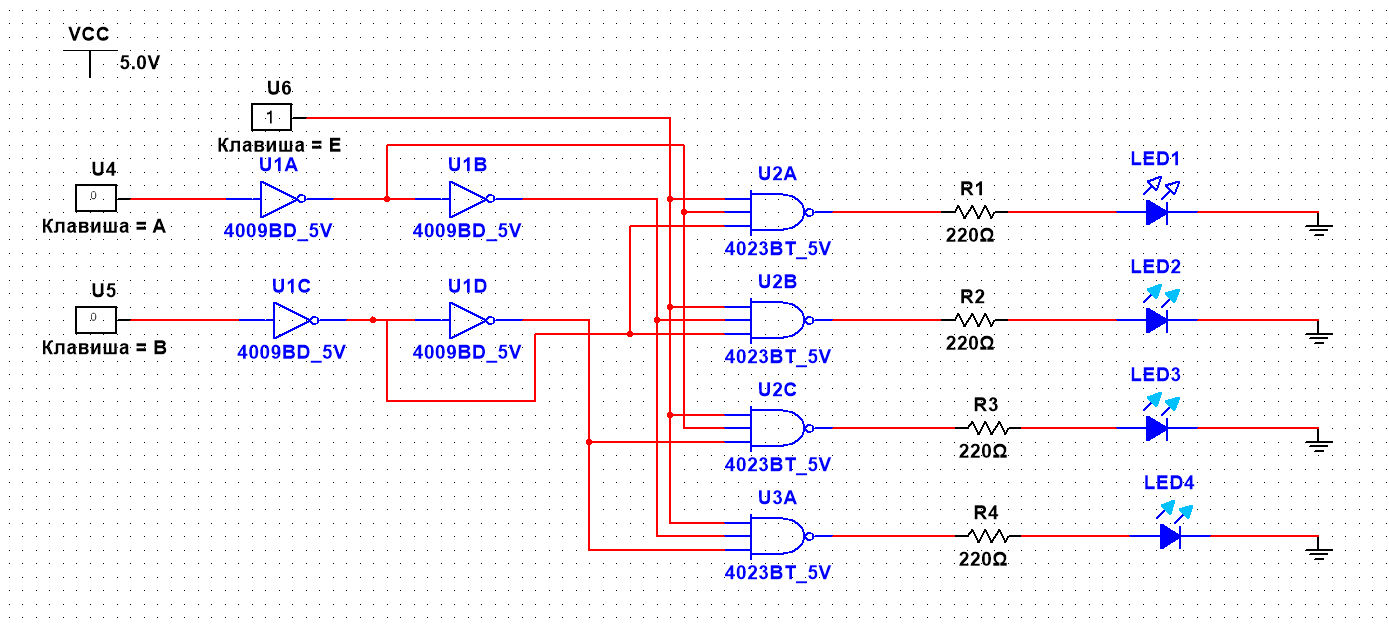 VCC
5.0V
U6
1
Клавиша = E
U4
0
Клавиша = A
U1A
4009BD_5V
U1B
4009BD_5V
U2A
4023BT_5V
R1
220Ω
LED1
U5
0
Клавиша = B
U1C
4009BD_5V
U1D
4009BD_5V
U2B
4023BT_5V
R2
220Ω
LED2
U2C
4023BT_5V
R3
220Ω
LED3
U3A
4023BT_5V
R4
220Ω
LED4